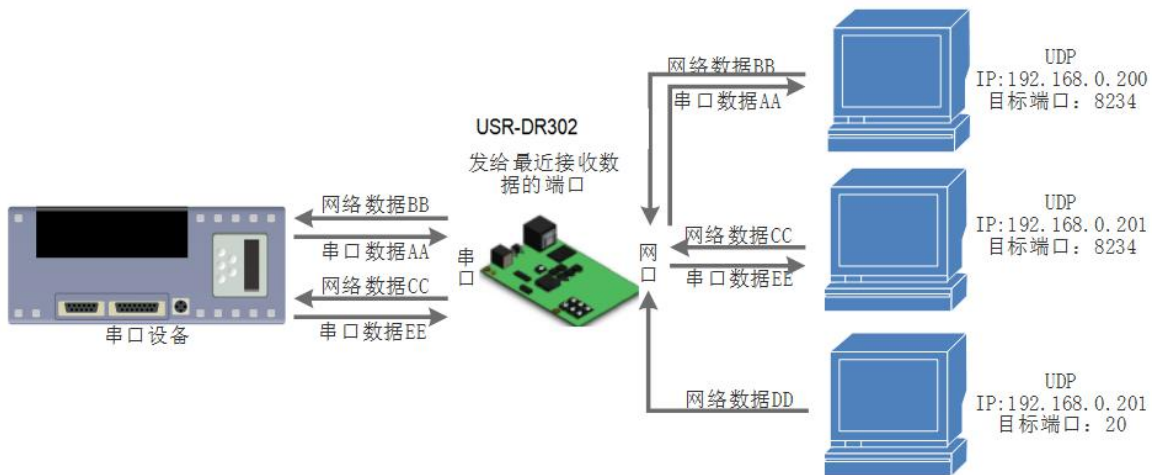 网络数据BB
串口数据AA
UDP
IP:192.168.0.200
目标端口：8234
USR-DR302
发给最近接收数
据的端口
网络数据BB
串口数据AA
网络数据CC
串口数据EE
串口设备
串口
网口
网络数据CC
串口数据EE
UDP
IP:192.168.0.201
目标端口：8234
网络数据DD
UDP
IP:192.168.0.201
目标端口：20